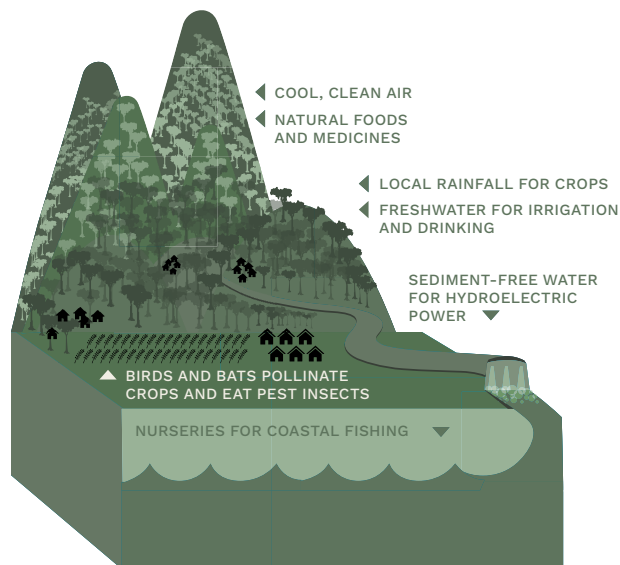 COOL, CLEAN AIR
NATURAL FOODS
AND MEDICINES
LOCAL RAINFALL FOR CROPS
FRESHWATER FOR IRRIGATION
AND DRINKING
SEDIMENT-FREE WATER
FOR HYDROELECTRIC
POWER
BIRDS AND BATS POLLINATE
CROPS AND EAT PEST INSECTS
NURSERIES FOR COASTAL FISHING